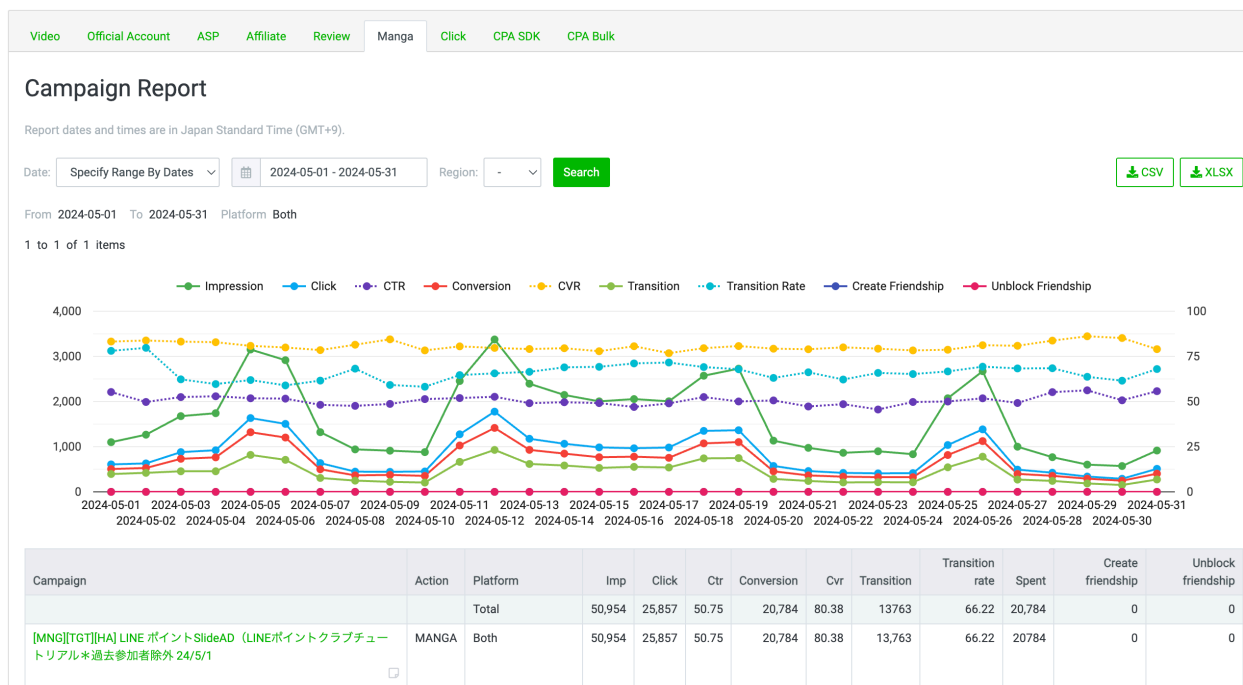 Video Official Account ASP Affiliate Review Manga Click CPA SDK CPA Bulk
Campaign Report
Report dates and times are in Japan Standard Time (GMT+9).
Date: Specify Range By Dates 2024-05-01 - 2024-05-31 Region: - Search CSV XLSX
From 2024-05-01 To 2024-05-31 Platform Both
1 to 1 of 1 items
Impression Click CTR Conversion CVR Transition Transition Rate Create Friendship Unblock Friendship
4,000 100
3,000 75
2,000 50
1,000 25
0 0
2024-05-01 2024-05-03 2024-05-05 2024-05-07 2024-05-09 2024-05-11 2024-05-13 2024-05-15 2024-05-17 2024-05-19 2024-05-21 2024-05-23 2024-05-25 2024-05-27 2024-05-29 2024-05-31
2024-05-02 2024-05-04 2024-05-06 2024-05-08 2024-05-10 2024-05-12 2024-05-14 2024-05-16 2024-05-18 2024-05-20 2024-05-22 2024-05-24 2024-05-26 2024-05-28 2024-05-30
Campaign Action Platform Imp Click Ctr Conversion Cvr Transition Transition rate Spent Create friendship Unblock friendship
Total 50,954 25,857 50.75 20,784 80.38 13763 66.22 20,784 0 0
[MNG][TGT][HA] LINE ポイントSlideAD（LINEポイントクラブチュー MANGA Both 50,954 25,857 50.75 20,784 80.38 13,763 66.22 20784 0 0
トリアル＊過去参加者除外 24/5/1